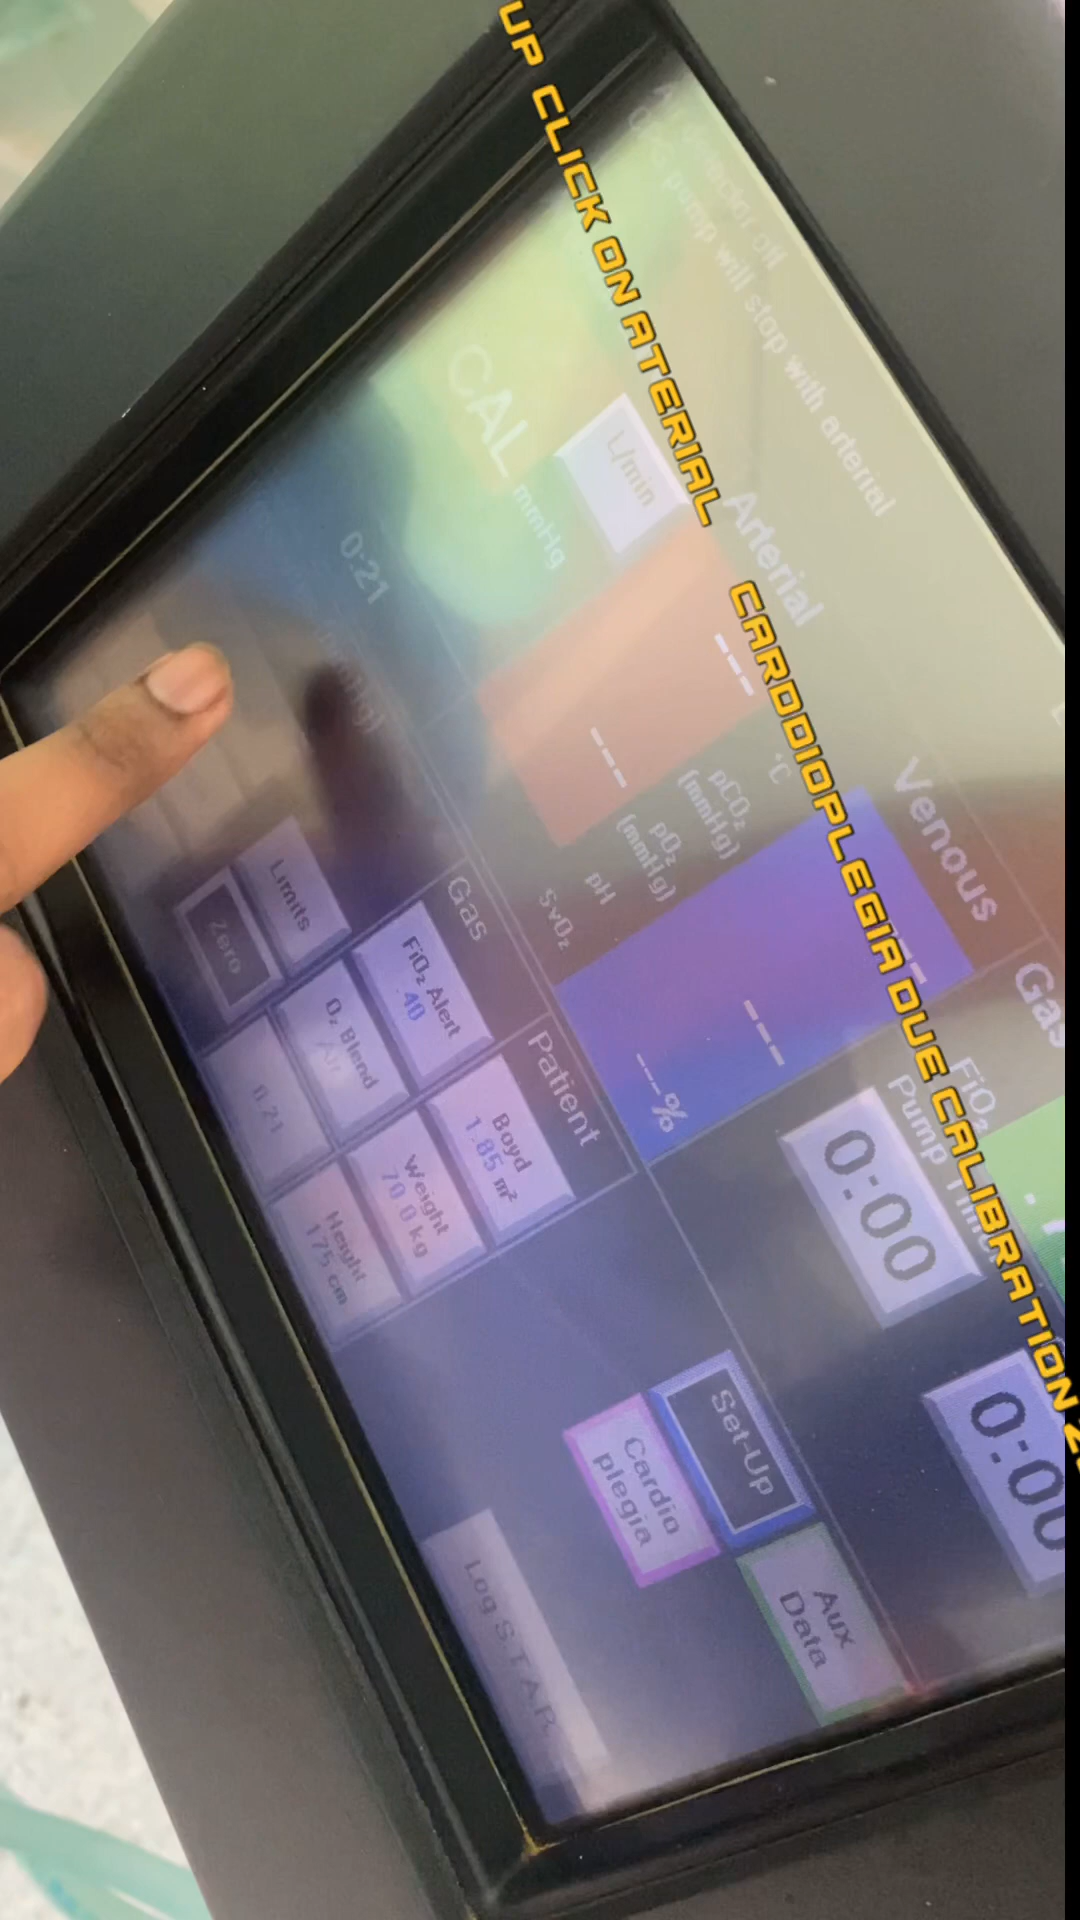 UP CLICK ON ATERIAL CARDDIOPLEGIA DUE CALIBRATION
pump will stop with arterial
Arterial
Venous
Gas
L/min
CAL mmHg
---
---
°C
pCO₂
(mmHg)
pO₂
(mmHg)
pH
SvO₂
---
---%
FiO₂
Pump
0:00
0:00
0:21
Gas
Patient
Limits
Zero
FiO₂ Alert
.40
O₂ Blend
Air
0.21
Boyd
1.85 m²
Weight
70.0 kg
Height
175 cm
Set-Up
Cardio
plegia
Aux
Data
Log S.T.A.R.